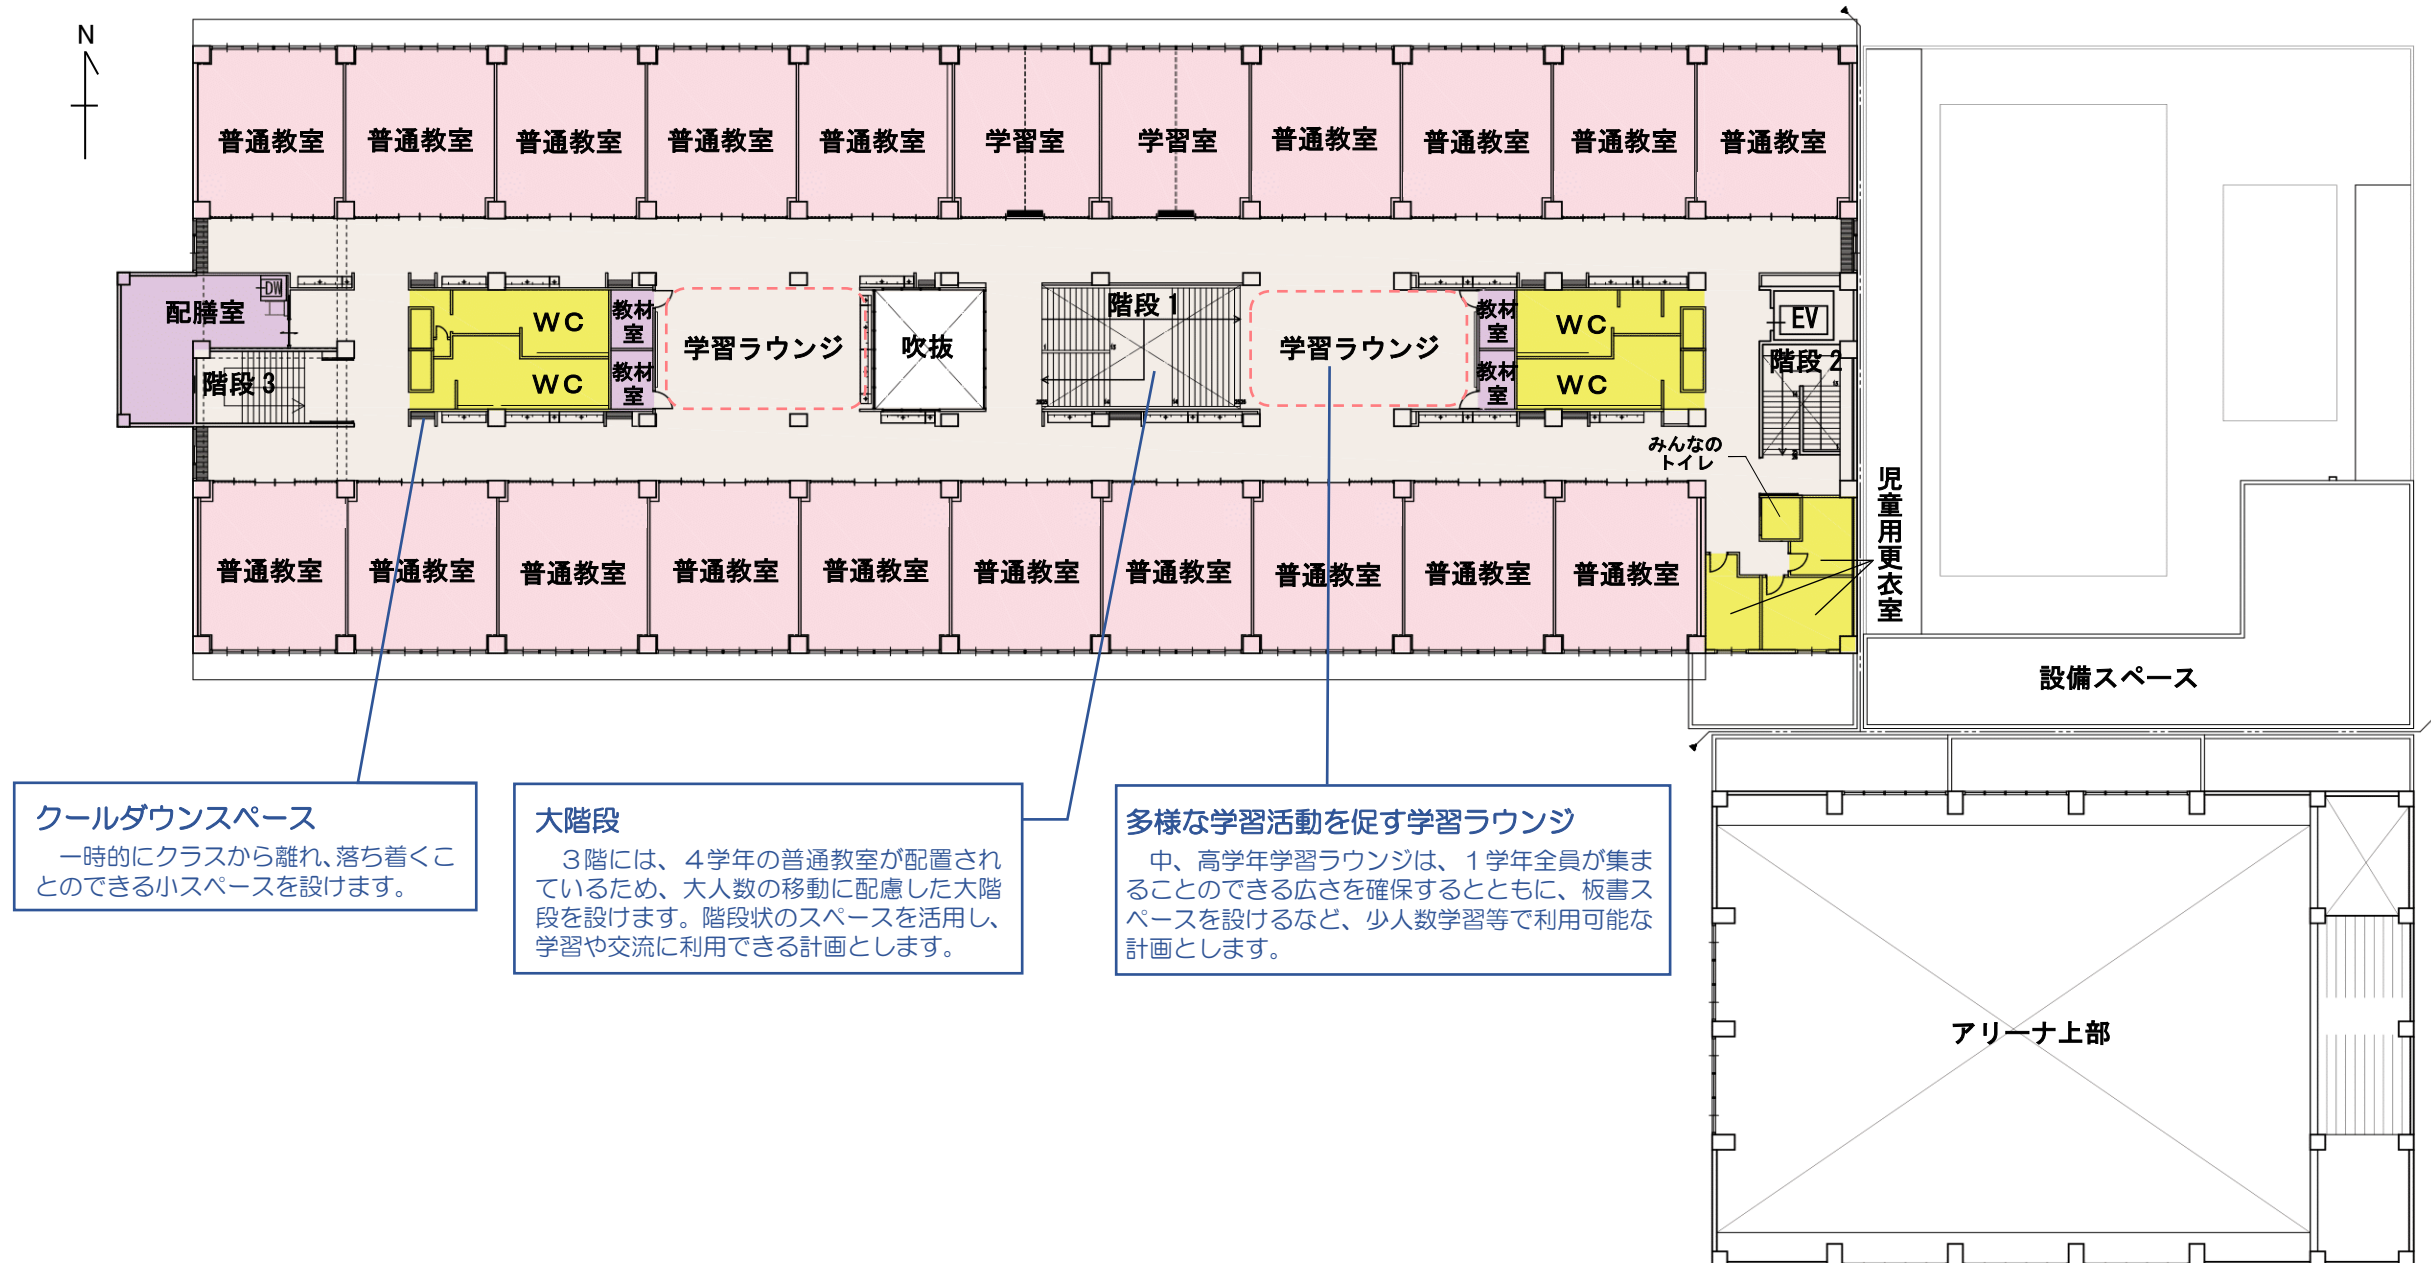 N
普通教室
普通教室
普通教室
普通教室
普通教室
学習室
学習室
普通教室
普通教室
普通教室
普通教室
配膳室
DW
階段３
WC
WC
教材室
教材室
学習ラウンジ
吹抜
階段１
学習ラウンジ
教材室
教材室
WC
WC
EV
階段２
みんなの
トイレ
児童用更衣室
普通教室
普通教室
普通教室
普通教室
普通教室
普通教室
普通教室
普通教室
普通教室
普通教室
設備スペース
クールダウンスペース
一時的にクラスから離れ、落ち着くこ
とのできる小スペースを設けます。
大階段
３階には、４学年の普通教室が配置され
ているため、大人数の移動に配慮した大階
段を設けます。階段状のスペースを活用し、
学習や交流に利用できる計画とします。
多様な学習活動を促す学習ラウンジ
中、高学年学習ラウンジは、１学年全員が集ま
ることのできる広さを確保するとともに、板書ス
ペースを設けるなど、少人数学習等で利用可能な
計画とします。
アリーナ上部